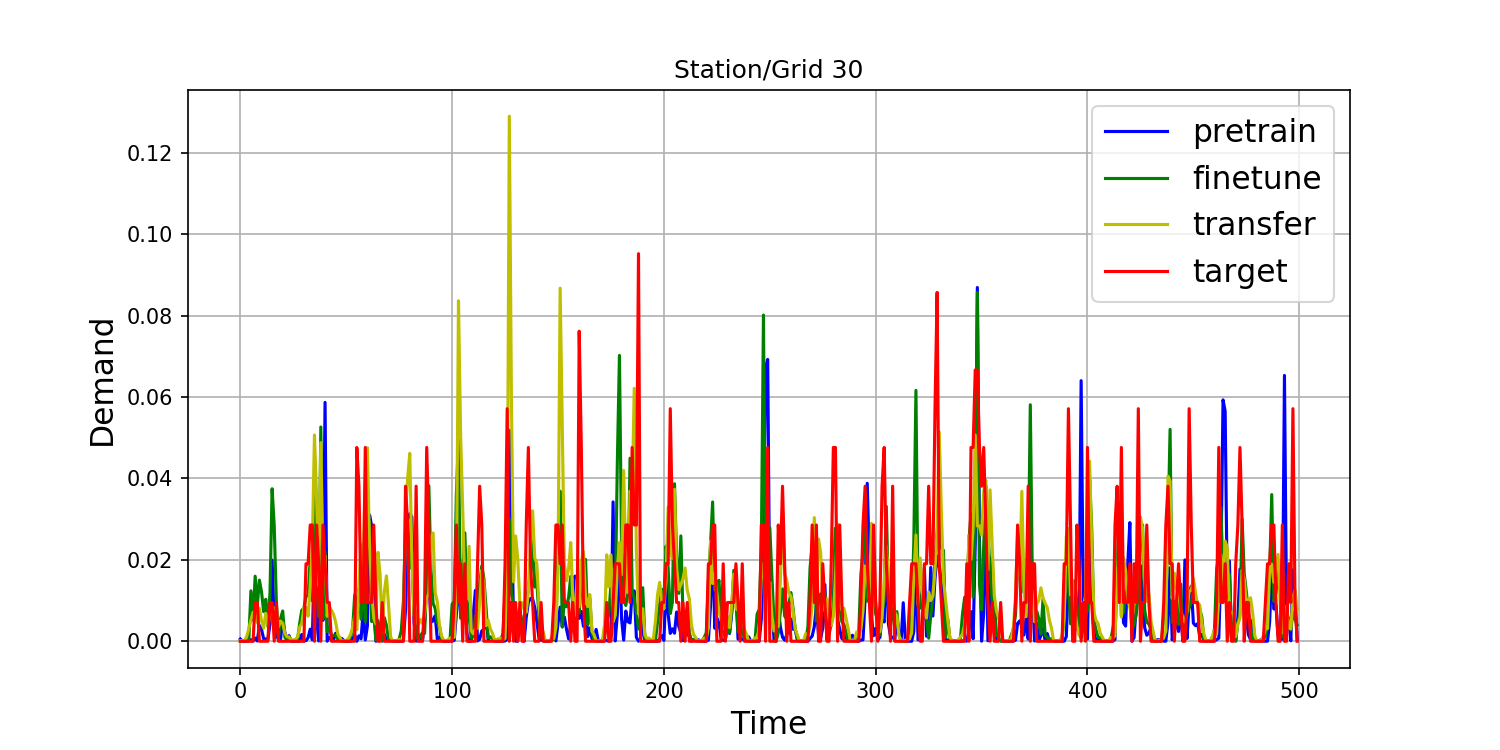 Station/Grid 30
pretrain
finetune
transfer
target
Demand
0.12
0.10
0.08
0.06
0.04
0.02
0.00
0 100 200 300 400 500
Time